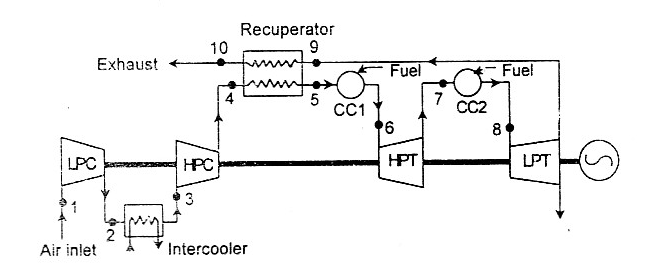 Recuperator
10
9
Exhaust
Fuel
Fuel
4
5
CC1
7
CC2
6
8
LPC
HPC
HPT
LPT
1
3
2
Air inlet
Intercooler